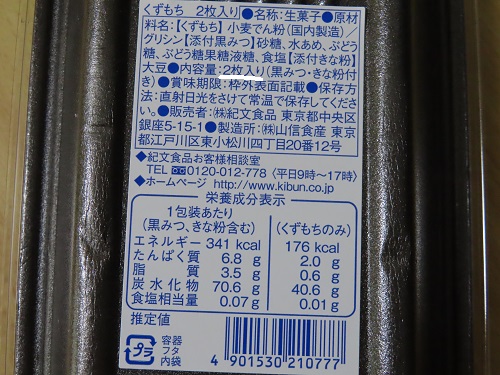 くずもち 2枚入り●名称:生菓子●原材
料名:【くずもち】小麦でん粉(国内製造)/
グリシン【添付黒みつ】砂糖、水あめ、ぶどう
糖、ぶどう糖果糖液糖、食塩【添付きな粉】
大豆●内容量:2枚入り(黒みつ・きな粉付
き)●賞味期限:枠外表面記載●保存方
法:直射日光をさけて常温で保存してくださ
い。●販売者:㈱紀文食品 東京都中央区
銀座5-15-1●製造所:㈱山信食産 東京
都江戸川区東小松川四丁目20番12号
◆紀文食品お客様相談室
TEL 0120-012-778〈平日9時〜17時〉
◆ホームページ http://www.kibun.co.jp
栄養成分表示
1包装あたり
(黒みつ、きな粉含む) (くずもちのみ)
エネルギー 341 kcal 176 kcal
たんぱく質 6.8 g 2.0 g
脂質 3.5 g 0.6 g
炭水化物 70.6 g 40.6 g
食塩相当量 0.07 g 0.01 g
推定値
プラ
容器
フタ
内袋
4 901530 210777